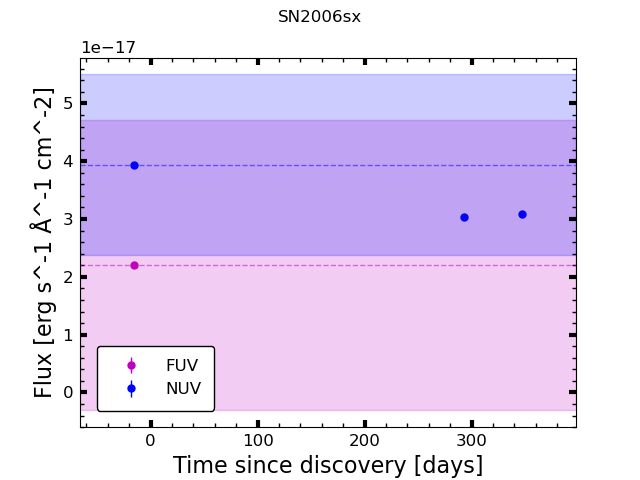 SN2006sx
1e−17
5
4
3
2
1
0
Flux [erg s^-1 Å^-1 cm^-2]
FUV
NUV
0 100 200 300
Time since discovery [days]